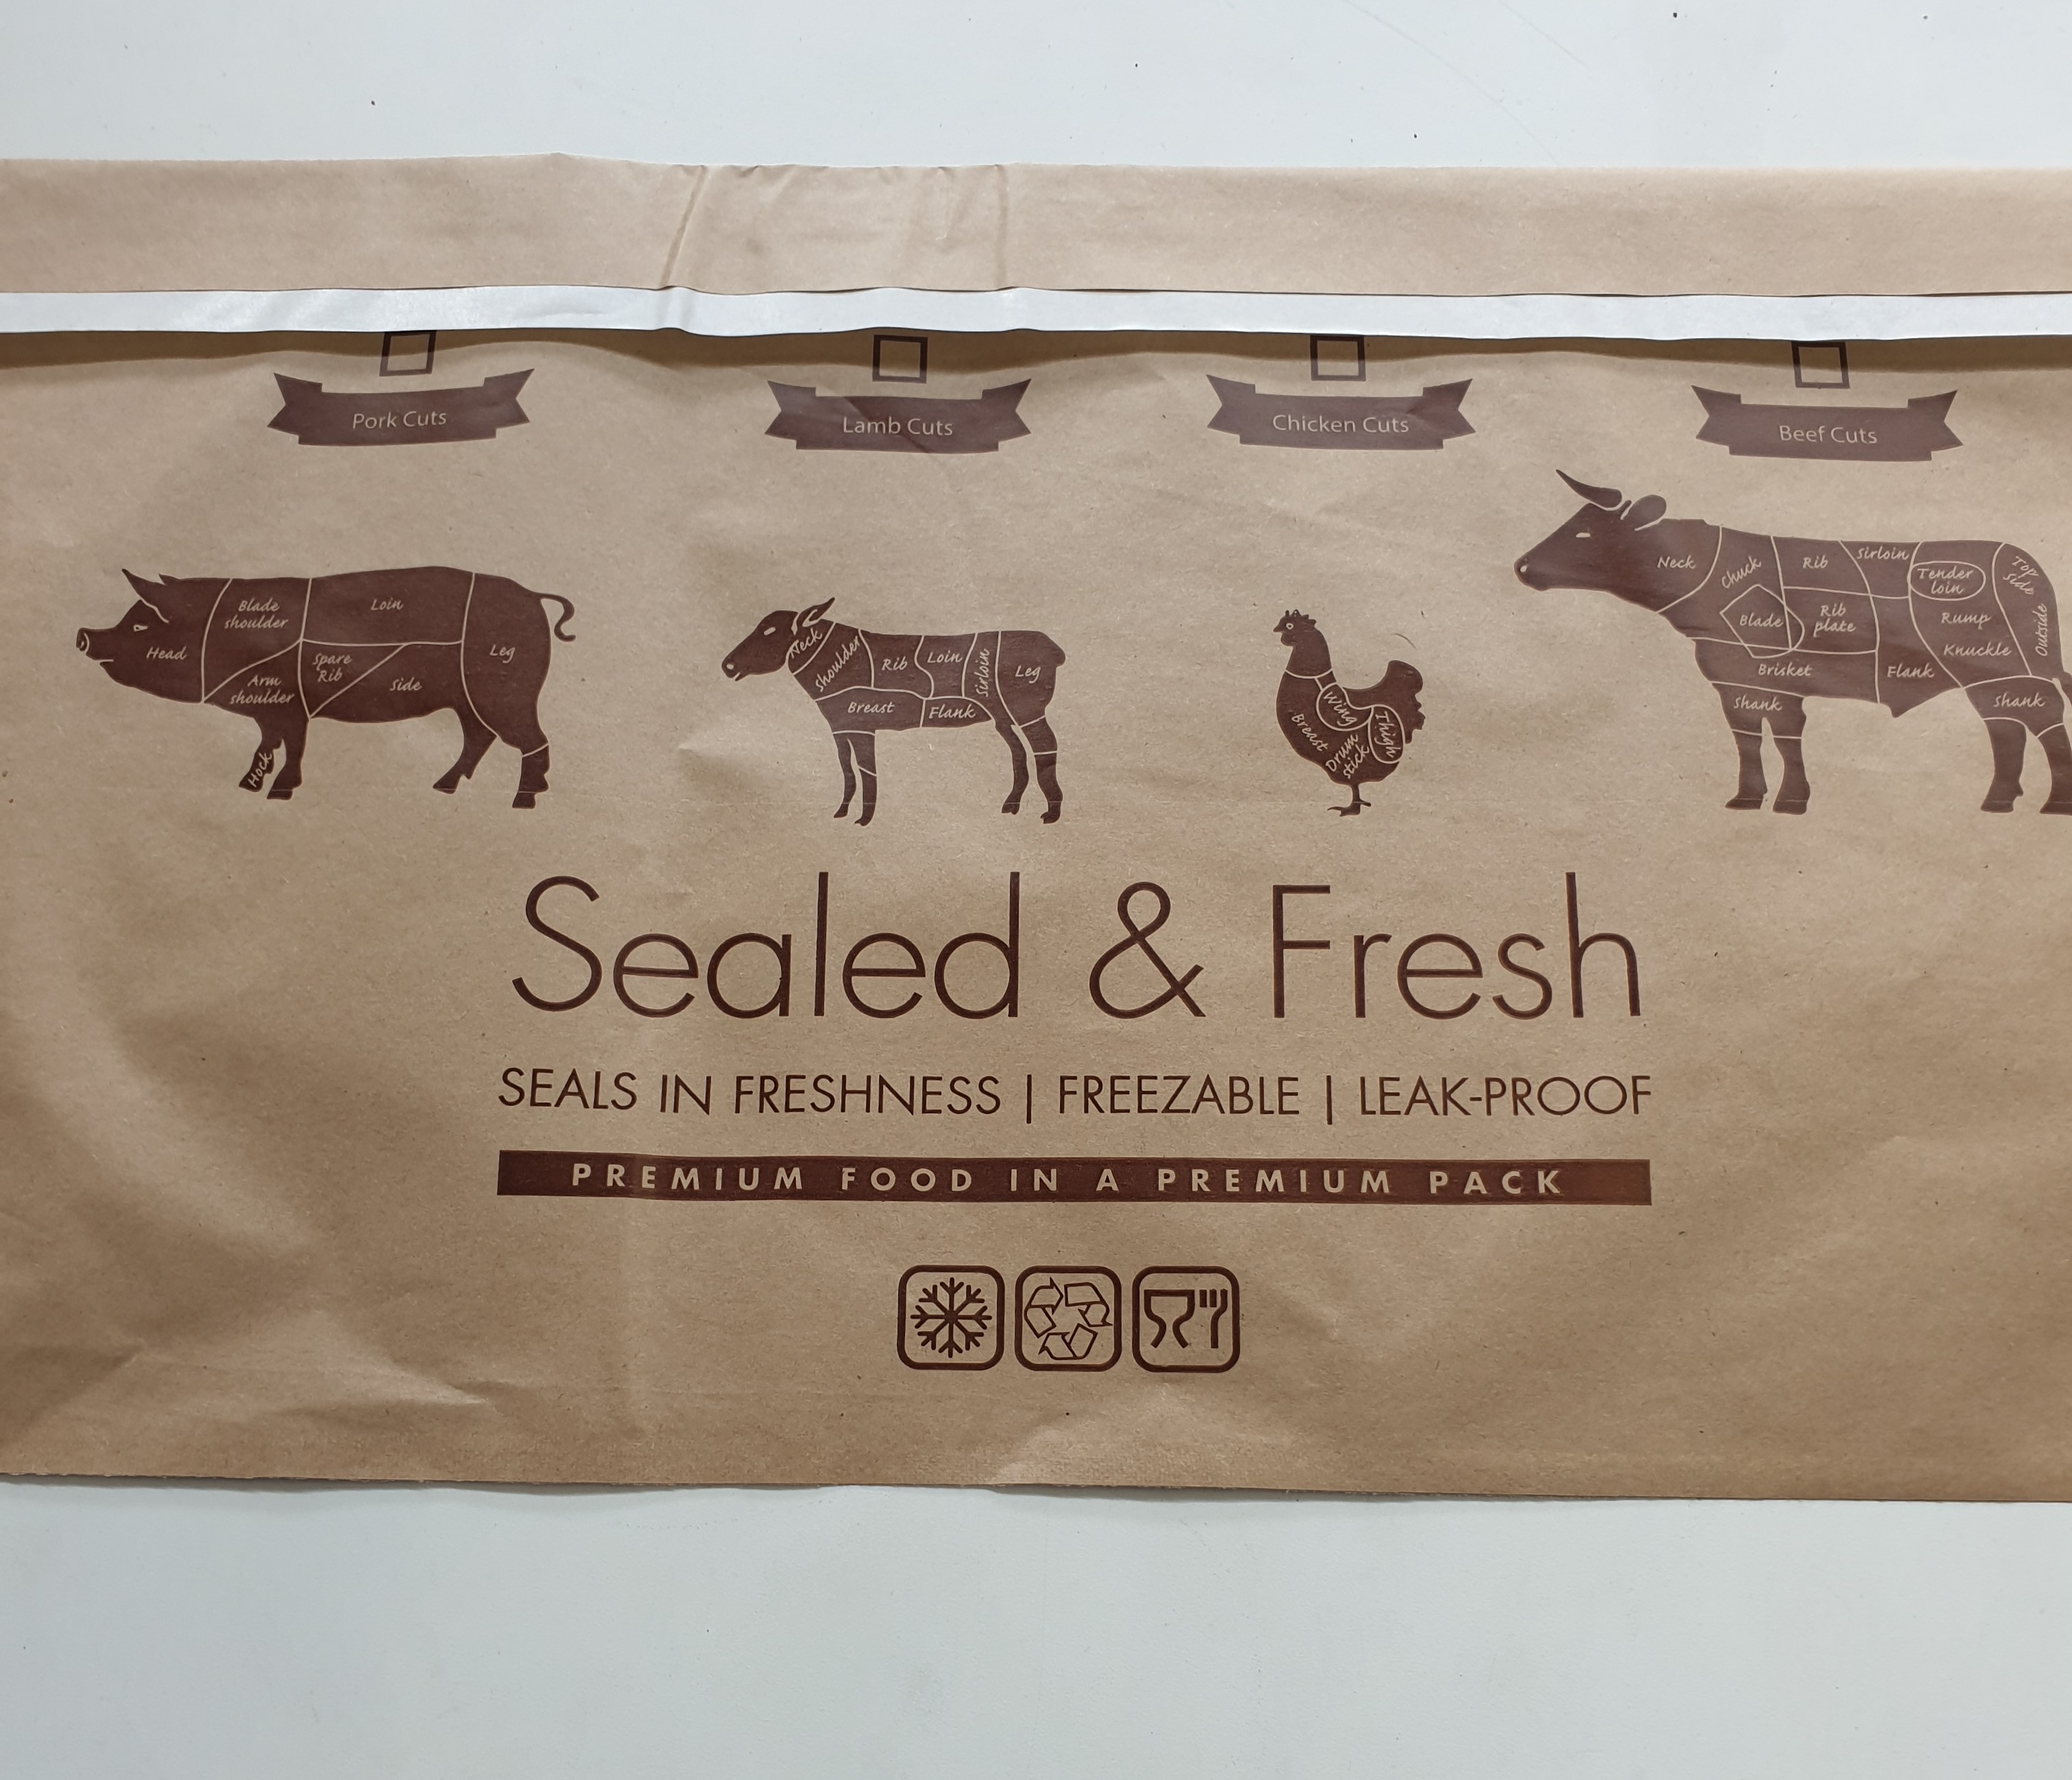 Pork Cuts
Lamb Cuts
Chicken Cuts
Beef Cuts
Head
Blade
shoulder
Loin
Arm
shoulder
Spare
Rib
Side
Leg
Hock
Neck
Shoulder
Rib
Loin
Sirloin
Leg
Breast
Flank
Breast
Wing
Drum
stick
Thigh
Neck
Chuck
Rib
Sirloin
Tender
loin
Top
Side
Outside
Blade
Rib
plate
Rump
Knuckle
Brisket
Flank
Shank
Shank
Sealed & Fresh
SEALS IN FRESHNESS | FREEZABLE | LEAK-PROOF
PREMIUM FOOD IN A PREMIUM PACK